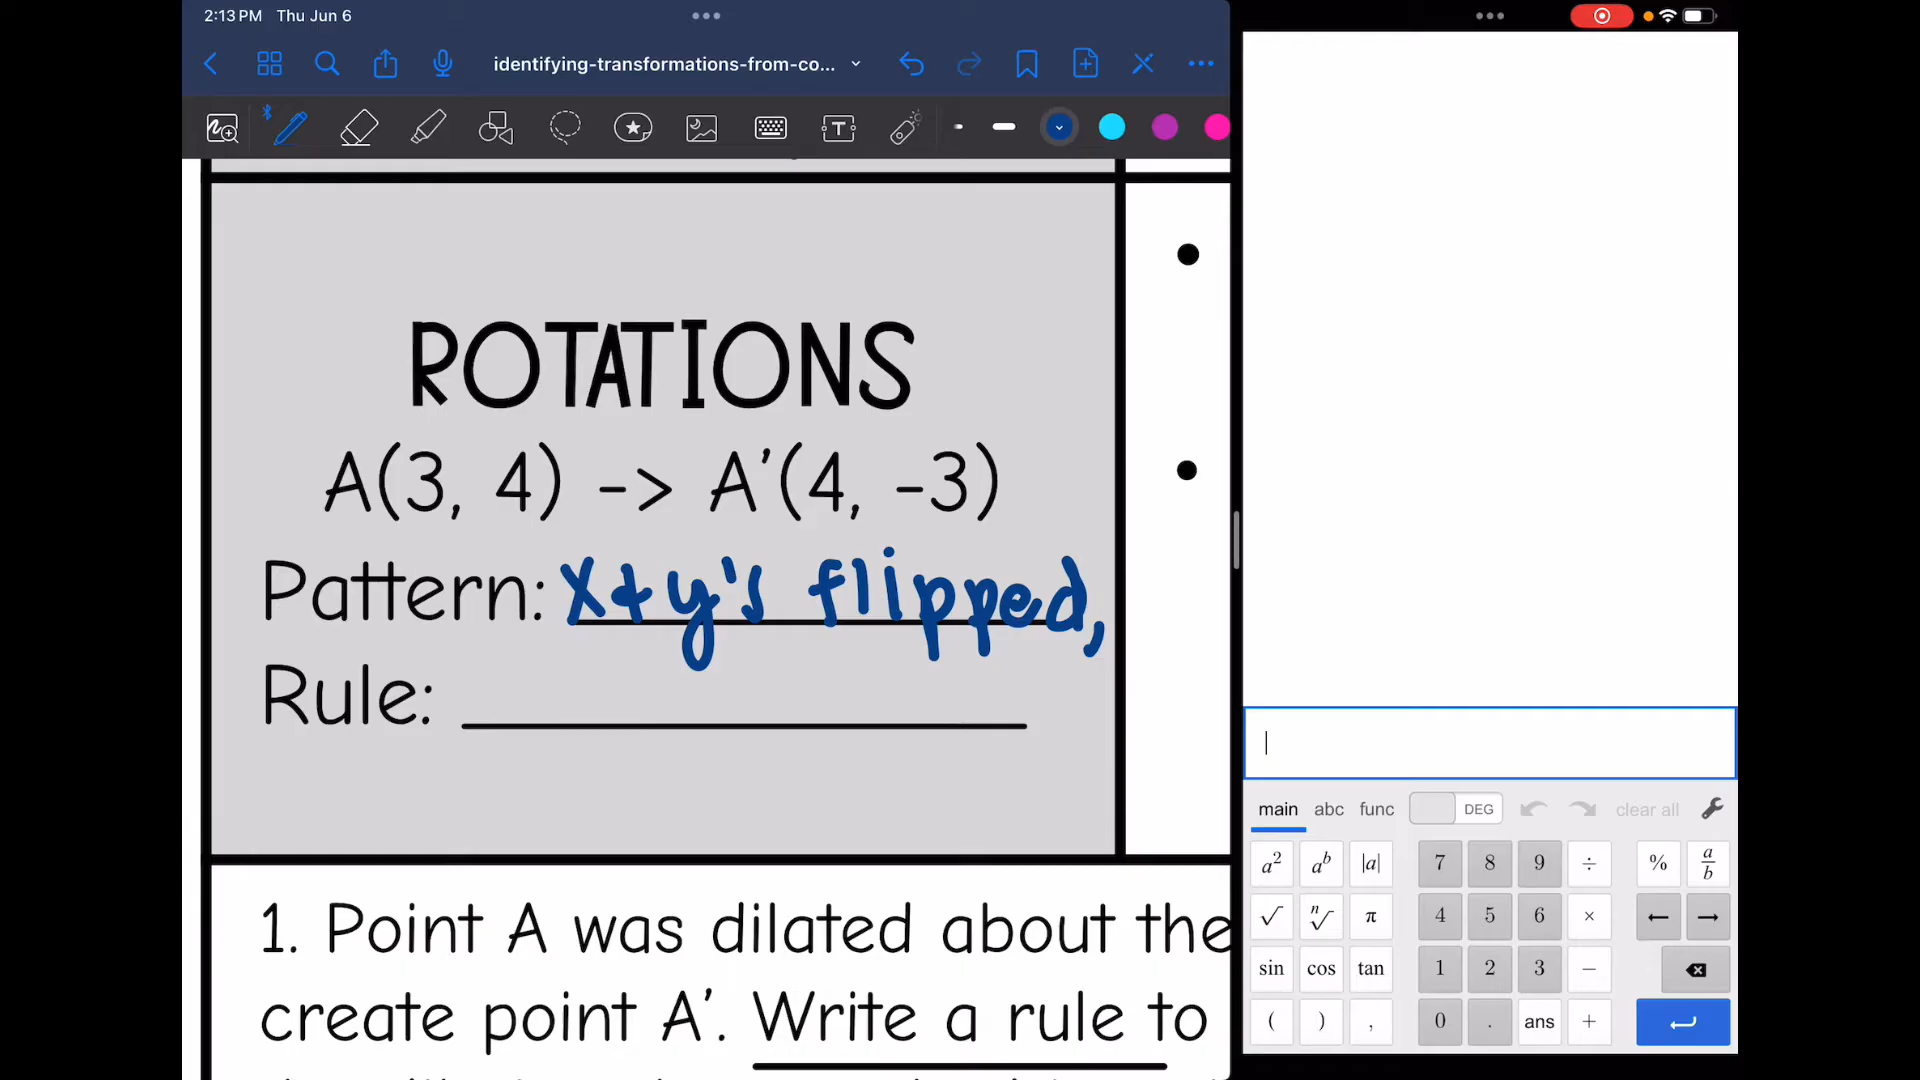 2:13 PM Thu Jun 6
identifying-transformations-from-co...
T
ROTATIONS
A(3, 4) -> A'(4, -3)
Pattern: x+y's flipped,
Rule:
1. Point A was dilated about the
create point A'. Write a rule to
main abc func DEG clear all
a² aᵇ |a| 7 8 9 ÷ % a/b
√ ⁿ√ π 4 5 6 × ← →
sin cos tan 1 2 3 −
( ) , 0 . ans +